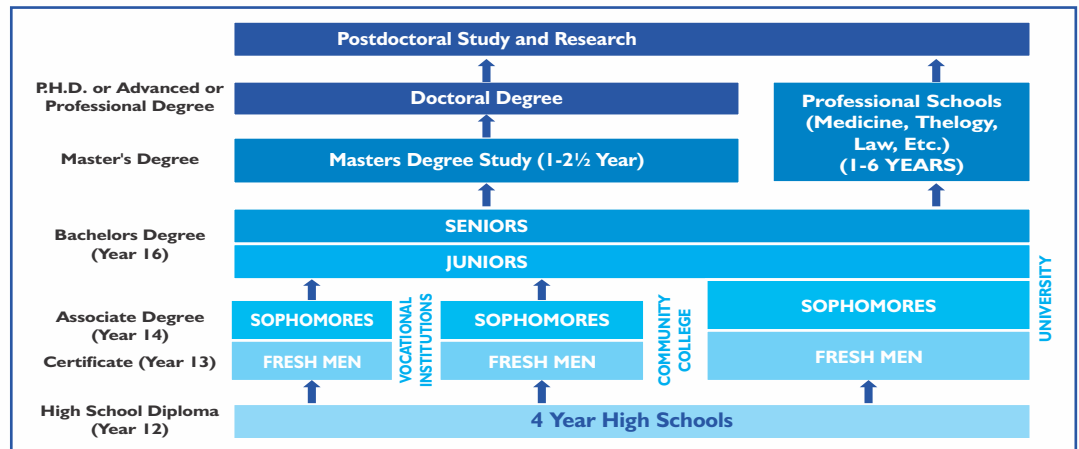 Postdoctoral Study and Research
P.H.D. or Advanced or
Professional Degree
Doctoral Degree
Professional Schools
(Medicine, Thelogy,
Law, Etc.)
(1-6 YEARS)
Master's Degree
Masters Degree Study (1-2½ Year)
Bachelors Degree
(Year 16)
SENIORS
JUNIORS
Associate Degree
(Year 14)
SOPHOMORES
SOPHOMORES
SOPHOMORES
Certificate (Year 13)
FRESH MEN
FRESH MEN
FRESH MEN
VOCATIONAL
INSTITUTIONS
COMMUNITY
COLLEGE
UNIVERSITY
High School Diploma
(Year 12)
4 Year High Schools